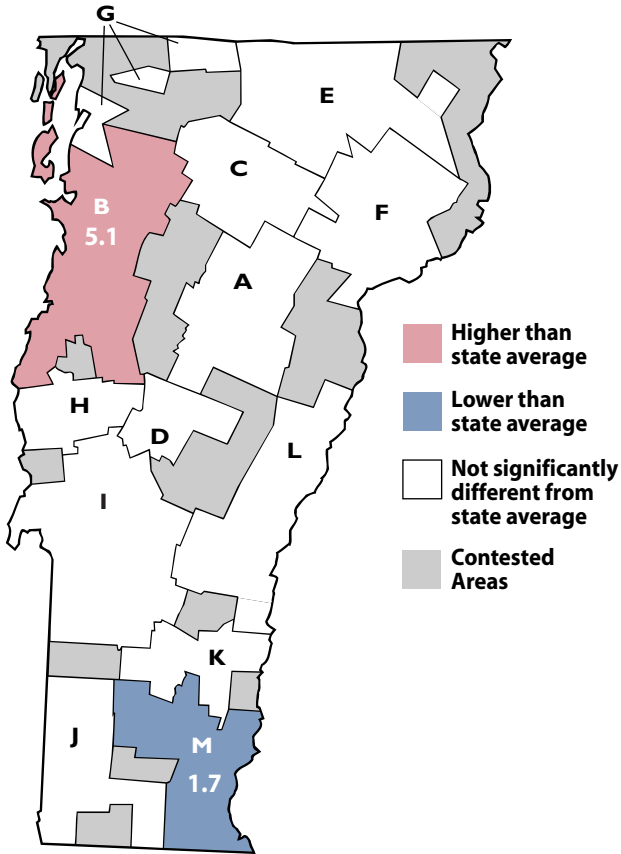 G
E
C
F
B
5.1
A
Higher than
state average
Lower than
state average
H
D
L
Not significantly
different from
state average
I
Contested
Areas
K
J
M
1.7